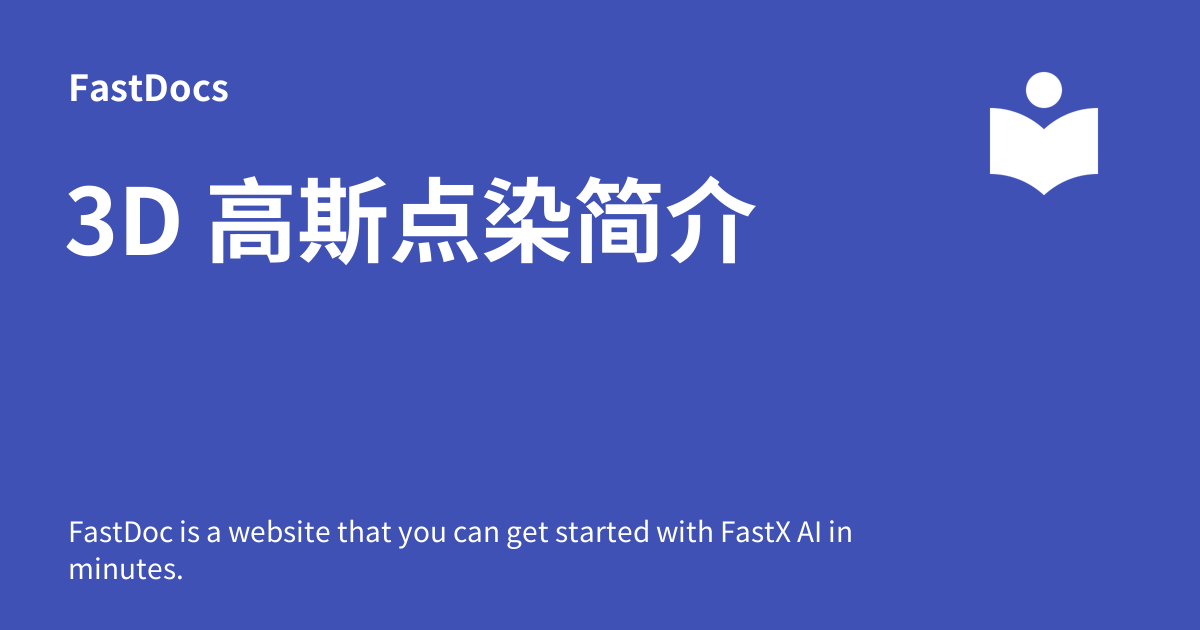 FastDocs
3D 高斯点染简介
FastDoc is a website that you can get started with FastX AI in
minutes.